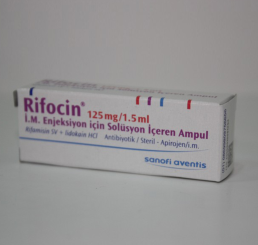 Rifocin®
125 mg/1.5 ml
İ.M. Enjeksiyon için Solüsyon İçeren Ampul
Rifamisin SV + lidokain HCl
Antibiyotik / Steril - Apirojen/i.m.
sanofi aventis